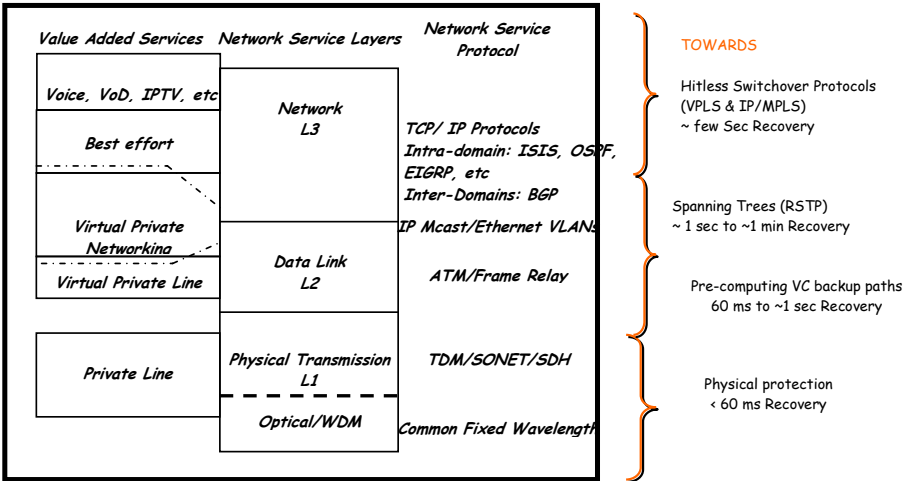 Value Added Services
Network Service Layers
Network Service
Protocol
TOWARDS
Voice, VoD, IPTV, etc
Network
L3
Hitless Switchover Protocols
(VPLS & IP/MPLS)
~ few Sec Recovery
Best effort
TCP/ IP Protocols
Intra-domain: ISIS, OSPF,
EIGRP, etc
Inter-Domains: BGP
Virtual Private
Networking
IP Mcast/Ethernet VLANs
Spanning Trees (RSTP)
~ 1 sec to ~1 min Recovery
Virtual Private Line
Data Link
L2
ATM/Frame Relay
Pre-computing VC backup paths
60 ms to ~1 sec Recovery
Private Line
Physical Transmission
L1
TDM/SONET/SDH
Physical protection
< 60 ms Recovery
Optical/WDM
Common Fixed Wavelength